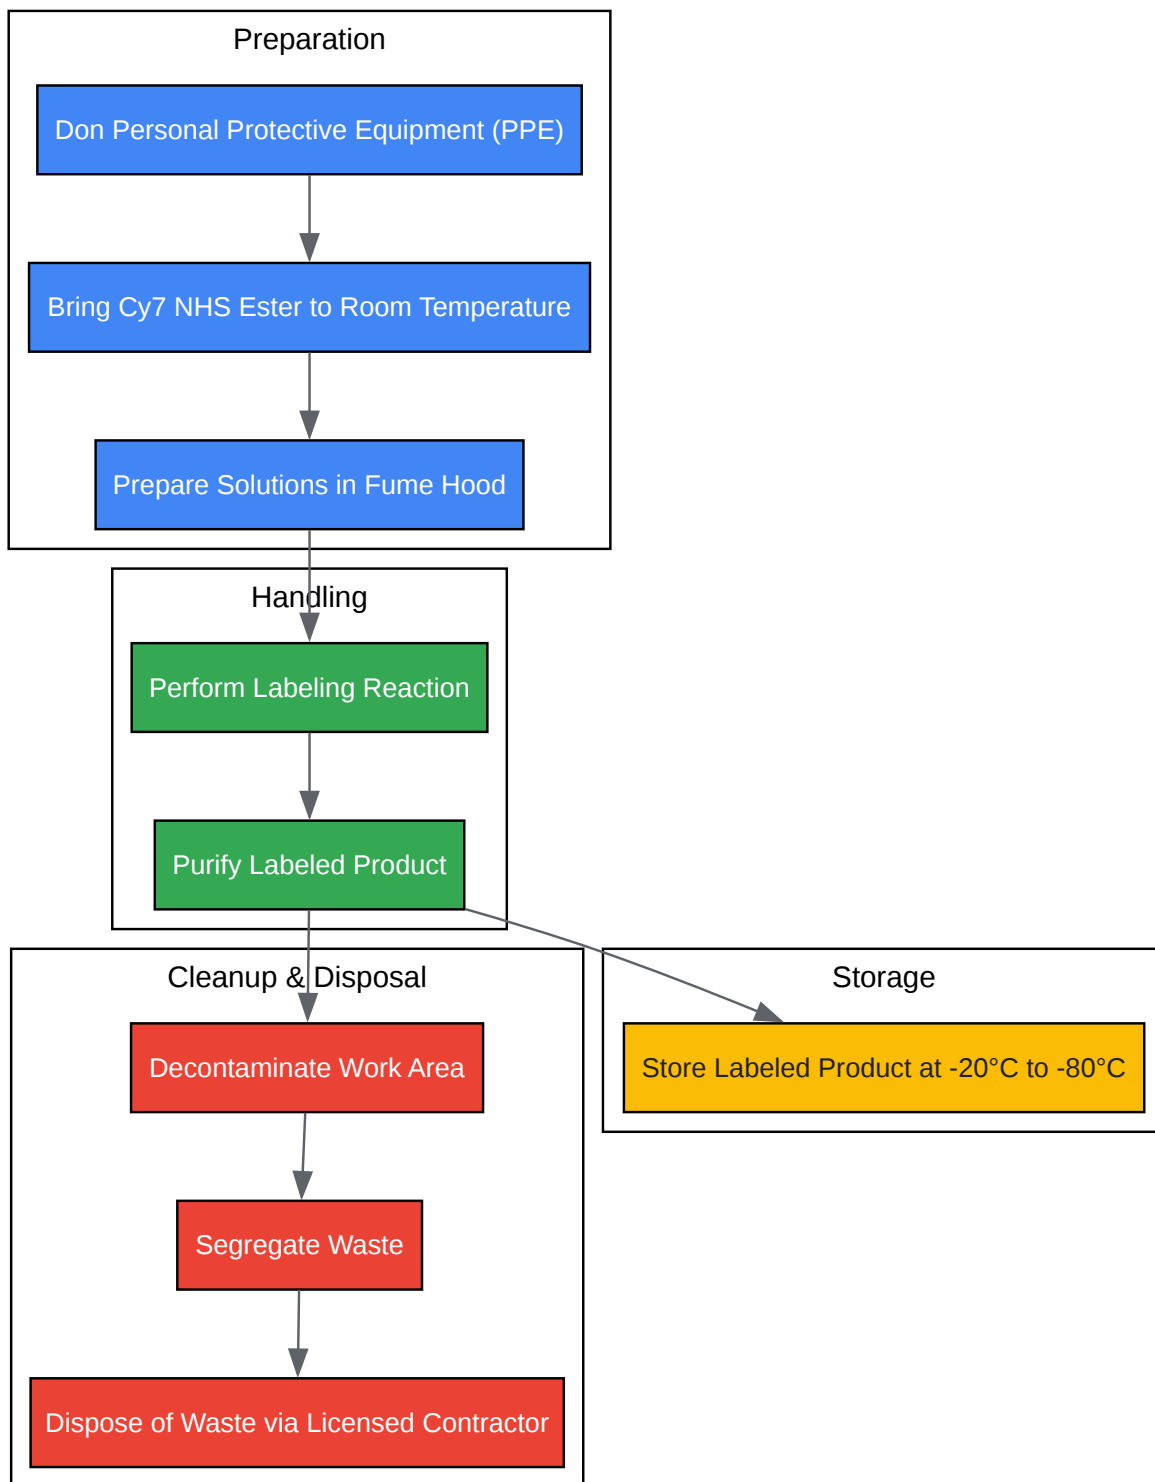 Preparation
Don Personal Protective Equipment (PPE)
Bring Cy7 NHS Ester to Room Temperature
Prepare Solutions in Fume Hood
Handling
Perform Labeling Reaction
Purify Labeled Product
Cleanup & Disposal
Decontaminate Work Area
Segregate Waste
Dispose of Waste via Licensed Contractor
Storage
Store Labeled Product at -20°C to -80°C